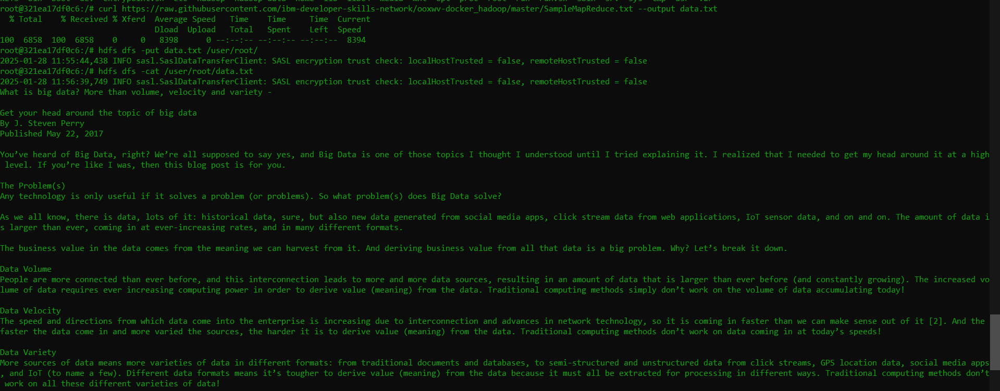 root@321ea17df0c6:/# curl https://raw.githubusercontent.com/ibm-developer-skills-network/ooxwv-docker_hadoop/master/SampleMapReduce.txt --output data.txt
  % Total    % Received % Xferd  Average Speed   Time    Time     Time  Current
                                 Dload  Upload   Total   Spent    Left  Speed
100  6858  100  6858    0     0   8398      0 --:--:-- --:--:-- --:--:--  8394
root@321ea17df0c6:/# hdfs dfs -put data.txt /user/root/
2025-01-28 11:55:44,438 INFO sasl.SaslDataTransferClient: SASL encryption trust check: localHostTrusted = false, remoteHostTrusted = false
root@321ea17df0c6:/# hdfs dfs -cat /user/root/data.txt
2025-01-28 11:56:39,749 INFO sasl.SaslDataTransferClient: SASL encryption trust check: localHostTrusted = false, remoteHostTrusted = false
What is big data? More than volume, velocity and variety -
Get your head around the topic of big data
By J. Steven Perry
Published May 22, 2017
You’ve heard of Big Data, right? We’re all supposed to say yes, and Big Data is one of those topics I thought I understood until I tried explaining it. I realized that I needed to get my head around it at a high
 level. If you’re like I was, then this blog post is for you.
The Problem(s)
Any technology is only useful if it solves a problem (or problems). So what problem(s) does Big Data solve?
As we all know, there is data, lots of it: historical data, sure, but also new data generated from social media apps, click stream data from web applications, IoT sensor data, and on and on. The amount of data i
s larger than ever, coming in at ever-increasing rates, and in many different formats.
The business value in the data comes from the meaning we can harvest from it. And deriving business value from all that data is a big problem. Why? Let’s break it down.
Data Volume
People are more connected than ever before, and this interconnection leads to more and more data sources, resulting in an amount of data that is larger than ever before (and constantly growing). The increased vo
lume of data requires ever increasing computing power in order to derive value (meaning) from the data. Traditional computing methods simply don’t work on the volume of data accumulating today!
Data Velocity
The speed and directions from which data come into the enterprise is increasing due to interconnection and advances in network technology, so it is coming in faster than we can make sense out of it [2]. And the
faster the data come in and more varied the sources, the harder it is to derive value (meaning) from the data. Traditional computing methods don’t work on data coming in at today’s speeds!
Data Variety
More sources of data means more varieties of data in different formats: from traditional documents and databases, to semi-structured and unstructured data from click streams, GPS location data, social media apps
, and IoT (to name a few). Different data formats means it’s tougher to derive value (meaning) from the data because it must all be extracted for processing in different ways. Traditional computing methods don’t
 work on all these different varieties of data!